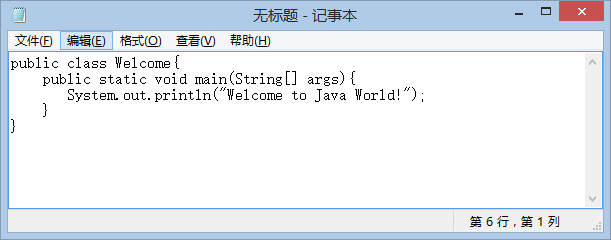 无标题 - 记事本
文件(F) 编辑(E) 格式(O) 查看(V) 帮助(H)
public class Welcome{
    public static void main(String[] args){
       System.out.println("Welcome to Java World!");
    }
}
第 6 行，第 1 列